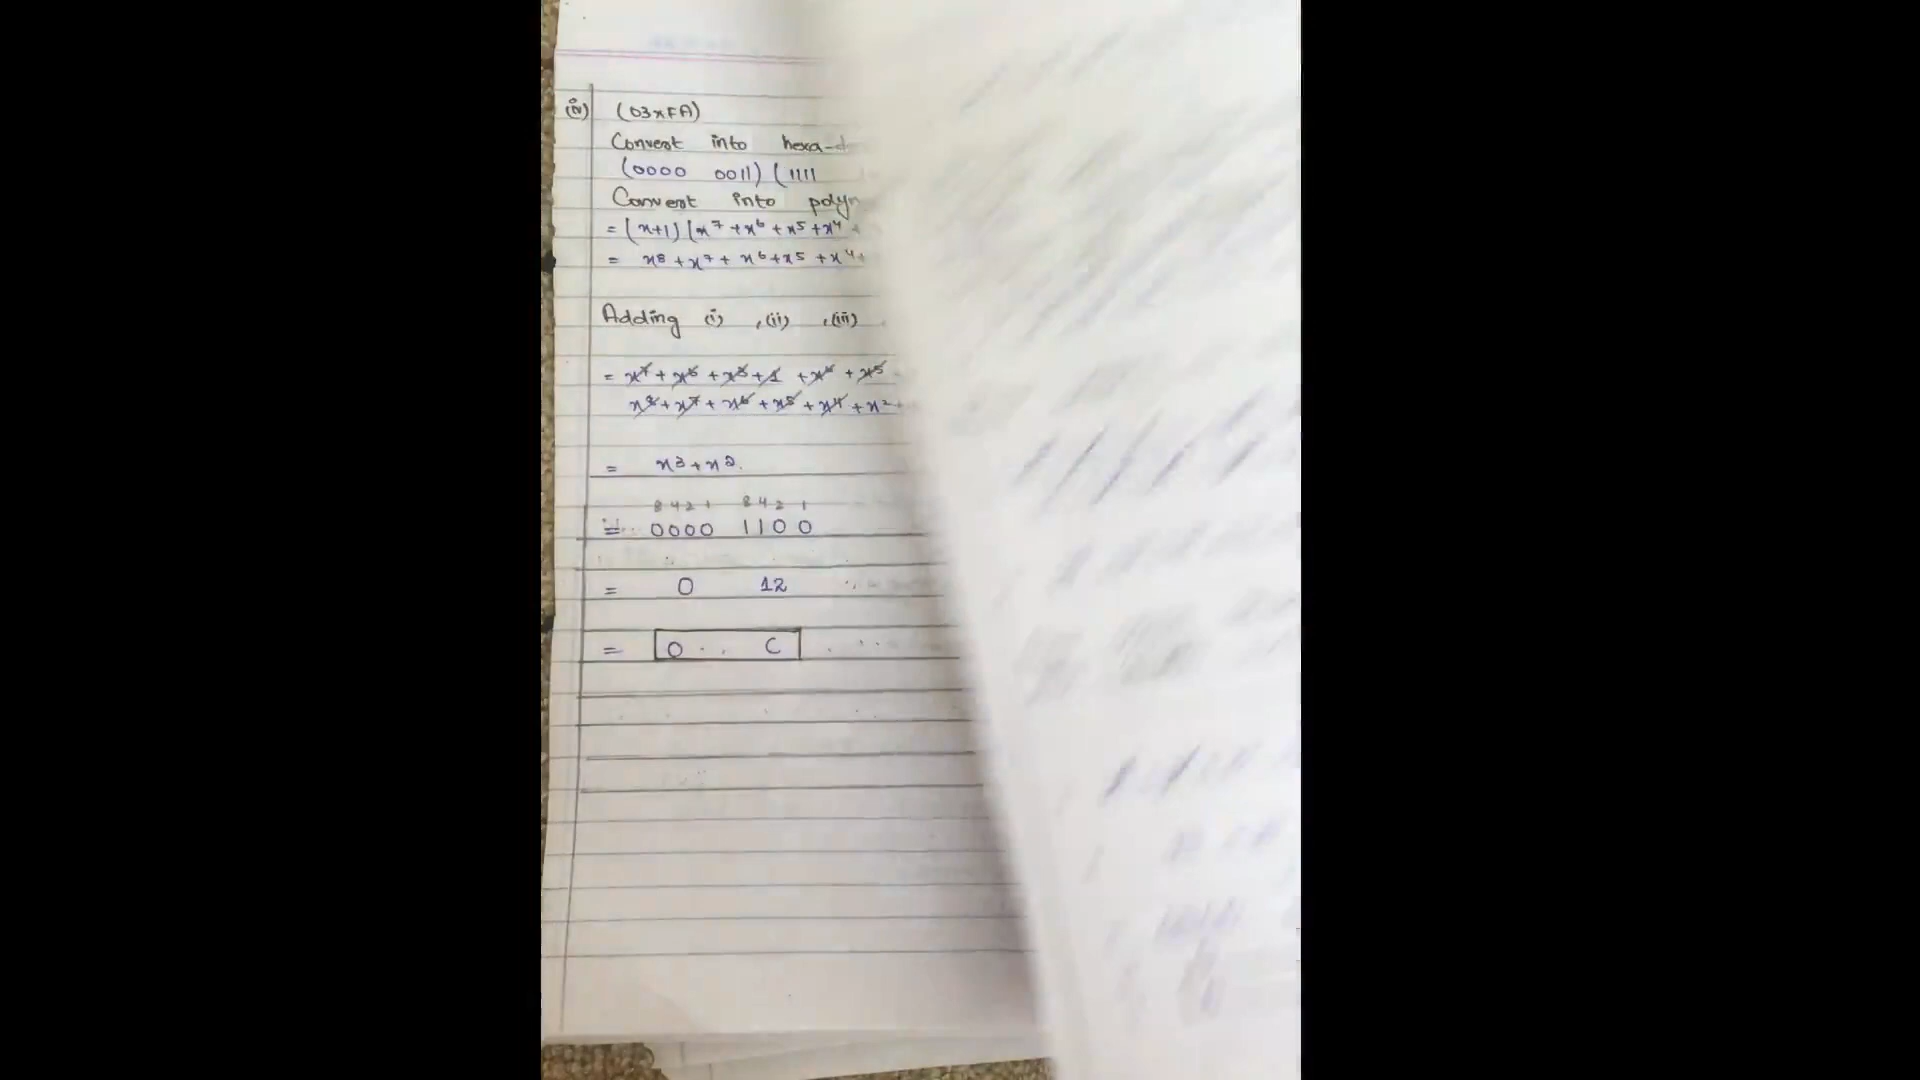 (iv) (03xFA)
Convert into hexa-d
(0000 0011) (1111
Convert into polyn
= (x+1) (x⁷ + x⁶ + x⁵ + x⁴ +
= x⁸ + x⁷ + x⁶ + x⁵ + x⁴ +
Adding (i) , (ii) , (iii)
= x⁷ + x⁶ + x³ + 1 + x⁶ + x⁵
x⁸ + x⁷ + x⁶ + x⁵ + x⁴ + x² +
= x³ + x².
8 4 2 1 8 4 2 1
= 0000 1100
= 0 12
= 0 C